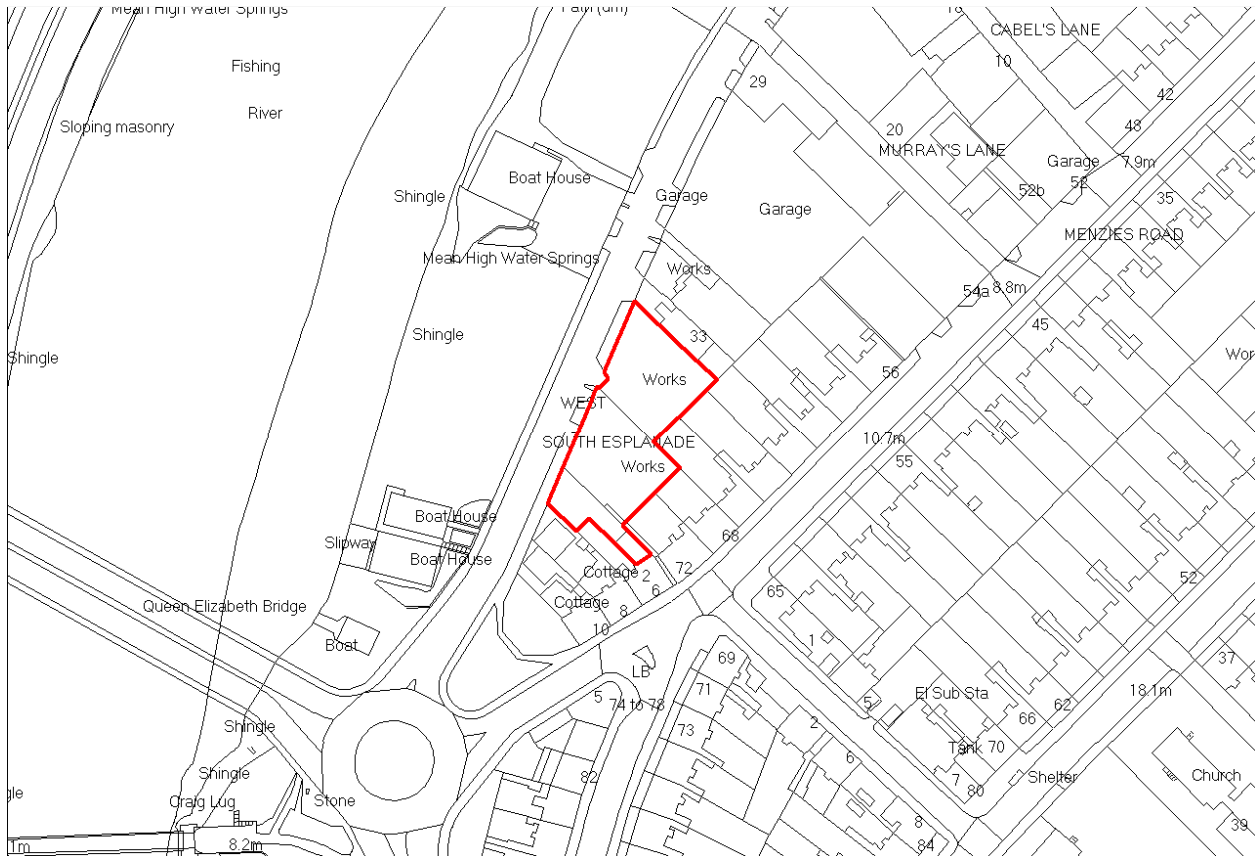 Mean High Water Springs
Path (um)
18
CABEL'S LANE
Fishing
10
29
42
River
Sloping masonry
20
48
MURRAY'S LANE
Garage
7.9m
Boat House
52
52b
Shingle
Garage
35
Garage
MENZIES ROAD
Mean High Water Springs
Works
54a
8.8m
45
Shingle
33
Shingle
Works
56
WEST
SOUTH ESPLANADE
10.7m
Works
55
Boat House
68
Slipway
Boat House
Cottage
2
72
52
6
65
Cottage
Queen Elizabeth Bridge
8
10
1
Boat
69
37
LB
71
El Sub Sta
18.1m
5
74 to 78
5
62
66
Shingle
73
2
Tank
70
6
Shingle
82
7
Shelter
Church
80
Craig Lug
Stone
8
39
8.2m
84